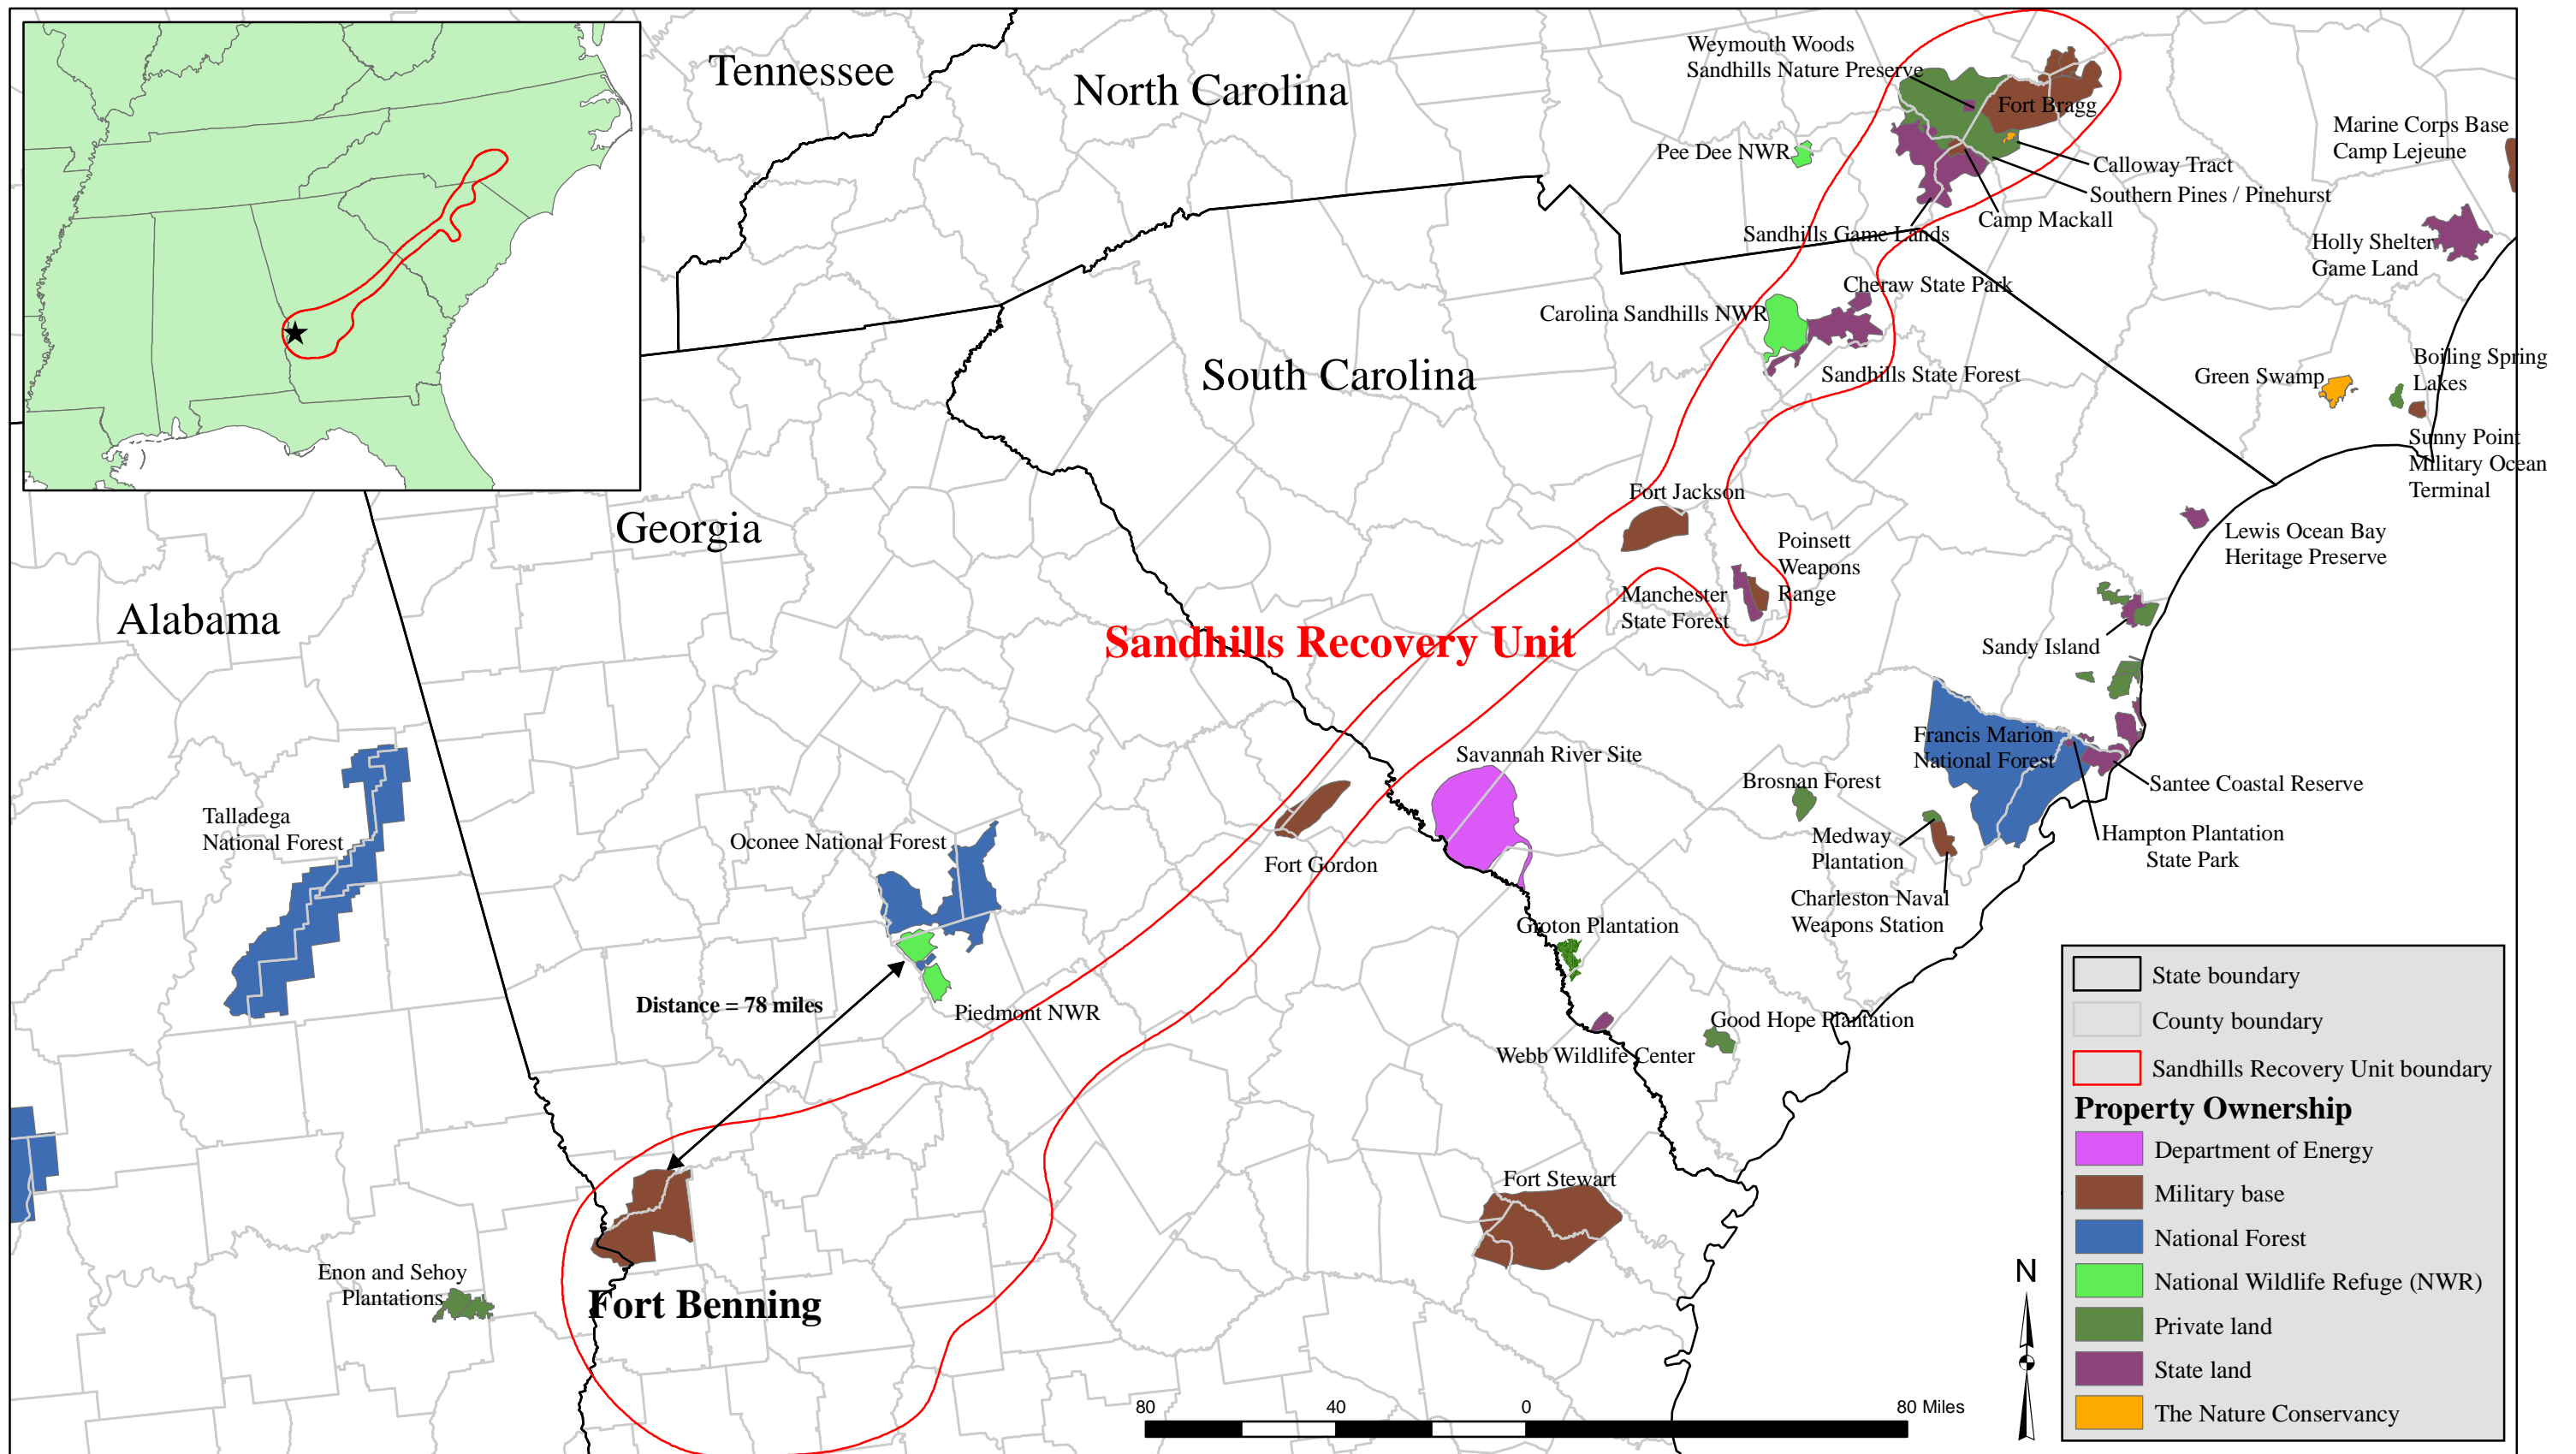 Tennessee
North Carolina
Weymouth Woods
Sandhills Nature Preserve
Fort Bragg
Pee Dee NWR
Marine Corps Base
Camp Lejeune
Calloway Tract
Southern Pines / Pinehurst
Camp Mackall
Sandhills Game Lands
Holly Shelter
Game Land
Cheraw State Park
Carolina Sandhills NWR
Sandhills State Forest
South Carolina
Green Swamp
Boiling Spring
Lakes
Sunny Point
Military Ocean
Terminal
Fort Jackson
Georgia
Lewis Ocean Bay
Heritage Preserve
Poinsett
Weapons
Range
Manchester
State Forest
Alabama
Sandhills Recovery Unit
Sandy Island
Francis Marion
National Forest
Savannah River Site
Brosnan Forest
Santee Coastal Reserve
Talladega
National Forest
Oconee National Forest
Fort Gordon
Medway
Plantation
Hampton Plantation
State Park
Charleston Naval
Weapons Station
Groton Plantation
Distance = 78 miles
Piedmont NWR
Good Hope Plantation
Webb Wildlife Center
Fort Stewart
Enon and Sehoy
Plantations
Fort Benning
N
80 40 0 80 Miles
State boundary
County boundary
Sandhills Recovery Unit boundary
Property Ownership
Department of Energy
Military base
National Forest
National Wildlife Refuge (NWR)
Private land
State land
The Nature Conservancy